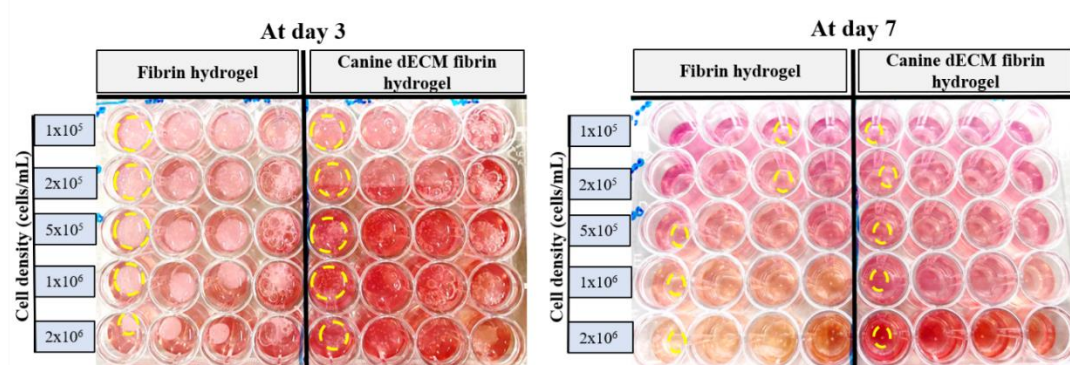 At day 3
Fibrin hydrogel
Canine dECM fibrin
hydrogel
Cell density (cells/mL)
1x10⁵
2x10⁵
5x10⁵
1x10⁶
2x10⁶
At day 7
Fibrin hydrogel
Canine dECM fibrin
hydrogel
Cell density (cells/mL)
1x10⁵
2x10⁵
5x10⁵
1x10⁶
2x10⁶